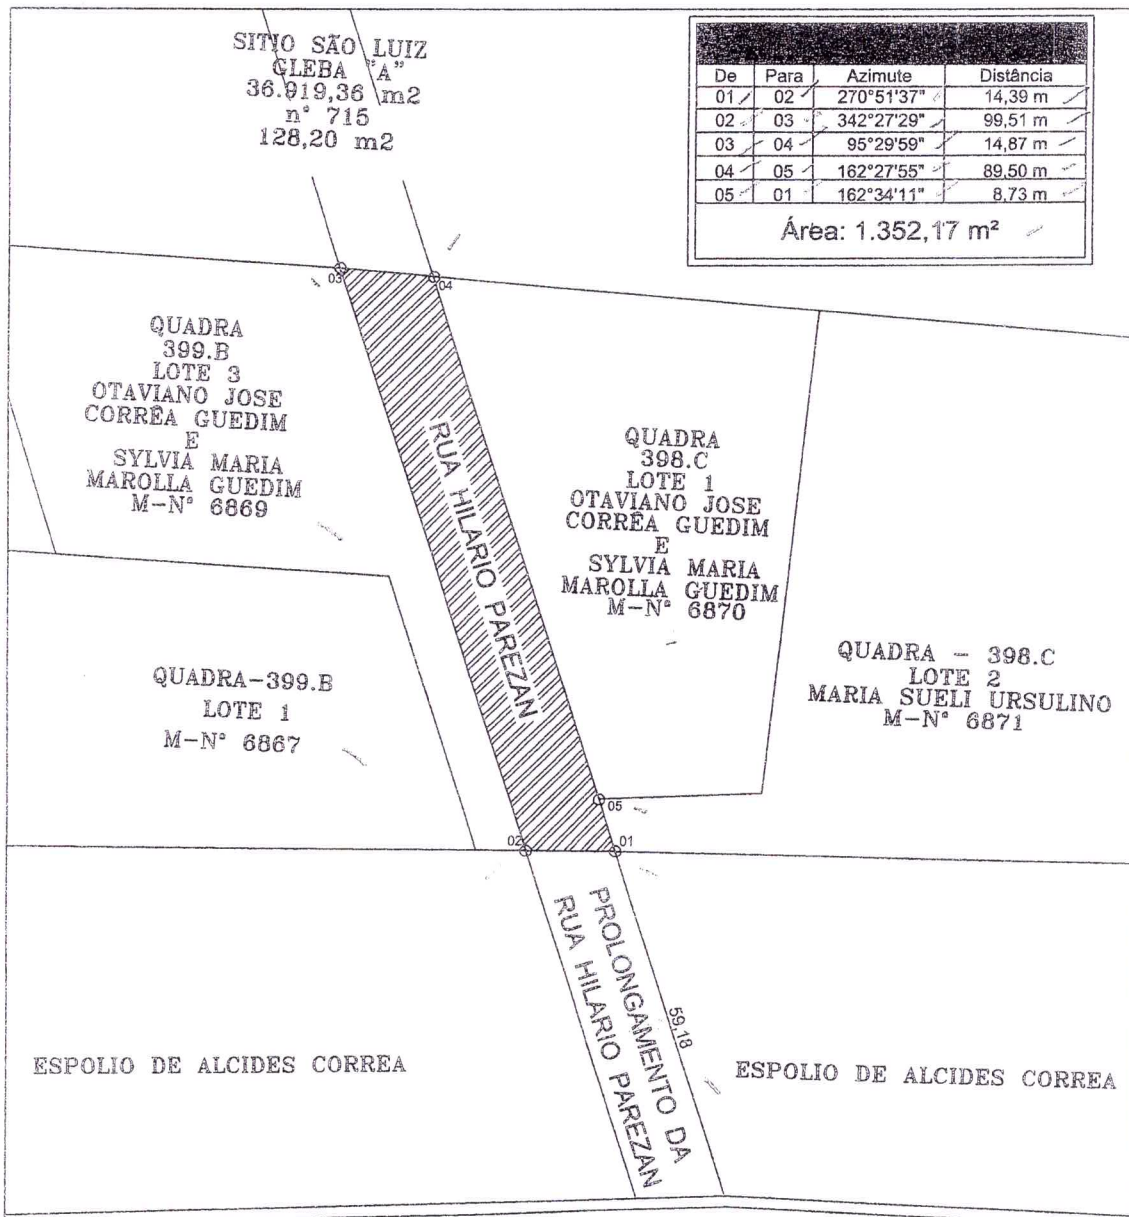 SITIO SÃO LUIZ
GLEBA "A"
36.919,36 m2
n° 715
128,20 m2
De Para Azimute Distância
01 02 270°51'37" 14,39 m
02 03 342°27'29" 99,51 m
03 04 95°29'59" 14,87 m
04 05 162°27'55" 89,50 m
05 01 162°34'11" 8,73 m
Área: 1.352,17 m²
03
04
QUADRA
399.B
LOTE 3
OTAVIANO JOSE
CORRÊA GUEDIM
E
SYLVIA MARIA
MAROLLA GUEDIM
M-N° 6869
RUA HILARIO PAREZAN
QUADRA
398.C
LOTE 1
OTAVIANO JOSE
CORRÊA GUEDIM
E
SYLVIA MARIA
MAROLLA GUEDIM
M-N° 6870
QUADRA - 398.C
LOTE 2
MARIA SUELI URSULINO
M-N° 6871
QUADRA-399.B
LOTE 1
M-N° 6867
05
02
01
PROLONGAMENTO DA
RUA HILARIO PAREZAN
59,18
ESPOLIO DE ALCIDES CORREA
ESPOLIO DE ALCIDES CORREA